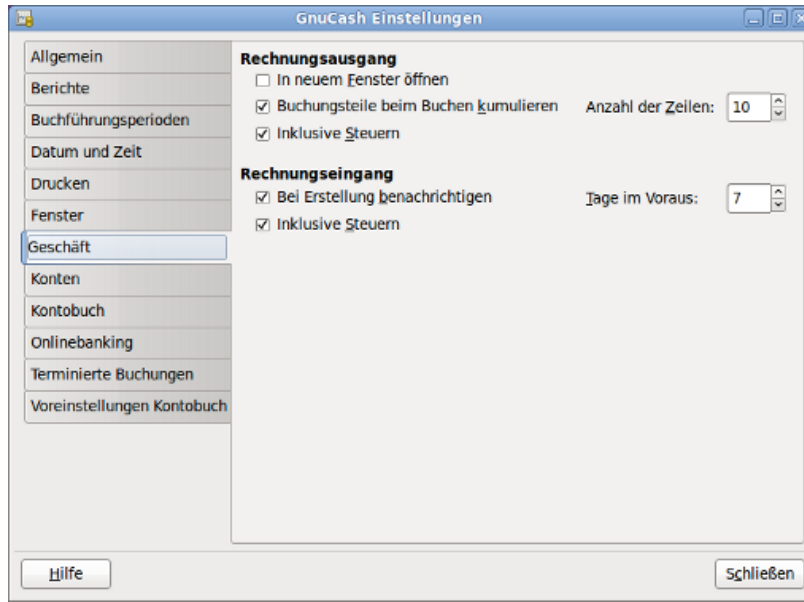 GnuCash Einstellungen
Allgemein
Berichte
Buchführungsperioden
Datum und Zeit
Drucken
Fenster
Geschäft
Konten
Kontobuch
Onlinebanking
Terminierte Buchungen
Voreinstellungen Kontobuch
Rechnungsausgang
In neuem Fenster öffnen
Buchungsteile beim Buchen kumulieren Anzahl der Zeilen: 10
Inklusive Steuern
Rechnungseingang
Bei Erstellung benachrichtigen Tage im Voraus: 7
Inklusive Steuern
Hilfe Schließen